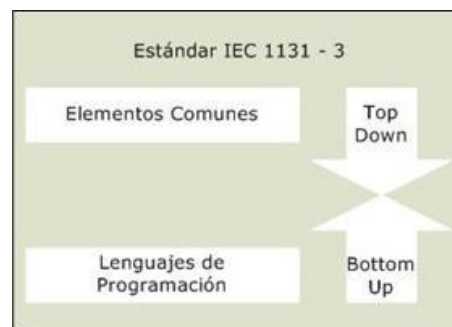 Estándar IEC 1131 - 3
Elementos Comunes
Top
Down
Lenguajes de
Programación
Bottom
Up